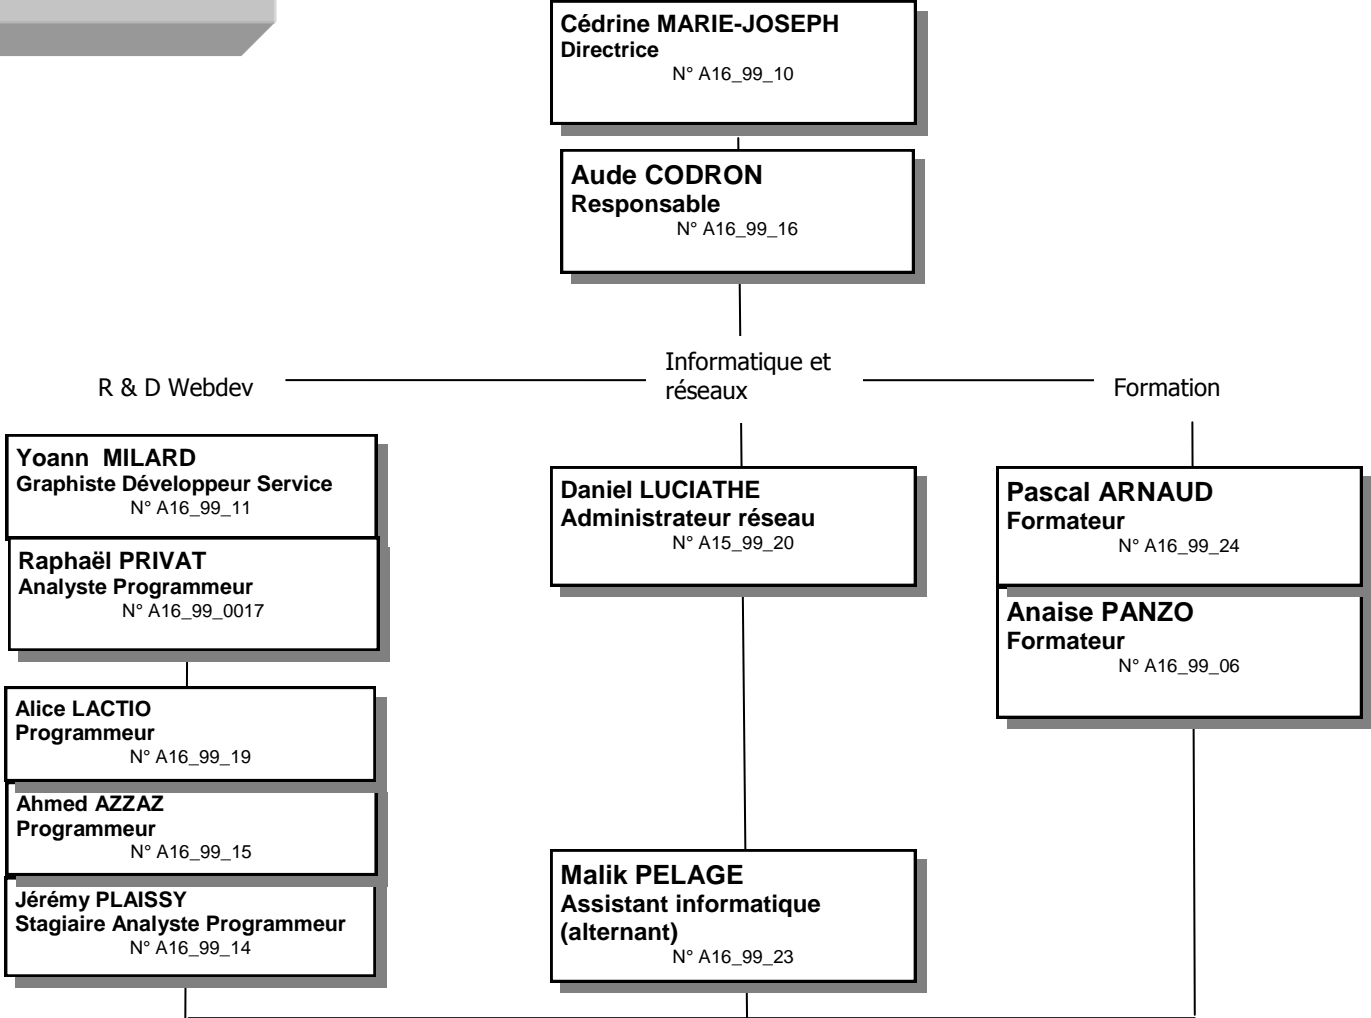 Cédrine MARIE-JOSEPH
Directrice
N° A16_99_10
Aude CODRON
Responsable
N° A16_99_16
R & D Webdev
Informatique et
réseaux
Formation
Yoann MILARD
Graphiste Développeur Service
N° A16_99_11
Raphaël PRIVAT
Analyste Programmeur
N° A16_99_0017
Alice LACTIO
Programmeur
N° A16_99_19
Ahmed AZZAZ
Programmeur
N° A16_99_15
Jérémy PLAISSY
Stagiaire Analyste Programmeur
N° A16_99_14
Daniel LUCIATHE
Administrateur réseau
N° A15_99_20
Malik PELAGE
Assistant informatique
(alternant)
N° A16_99_23
Pascal ARNAUD
Formateur
N° A16_99_24
Anaise PANZO
Formateur
N° A16_99_06